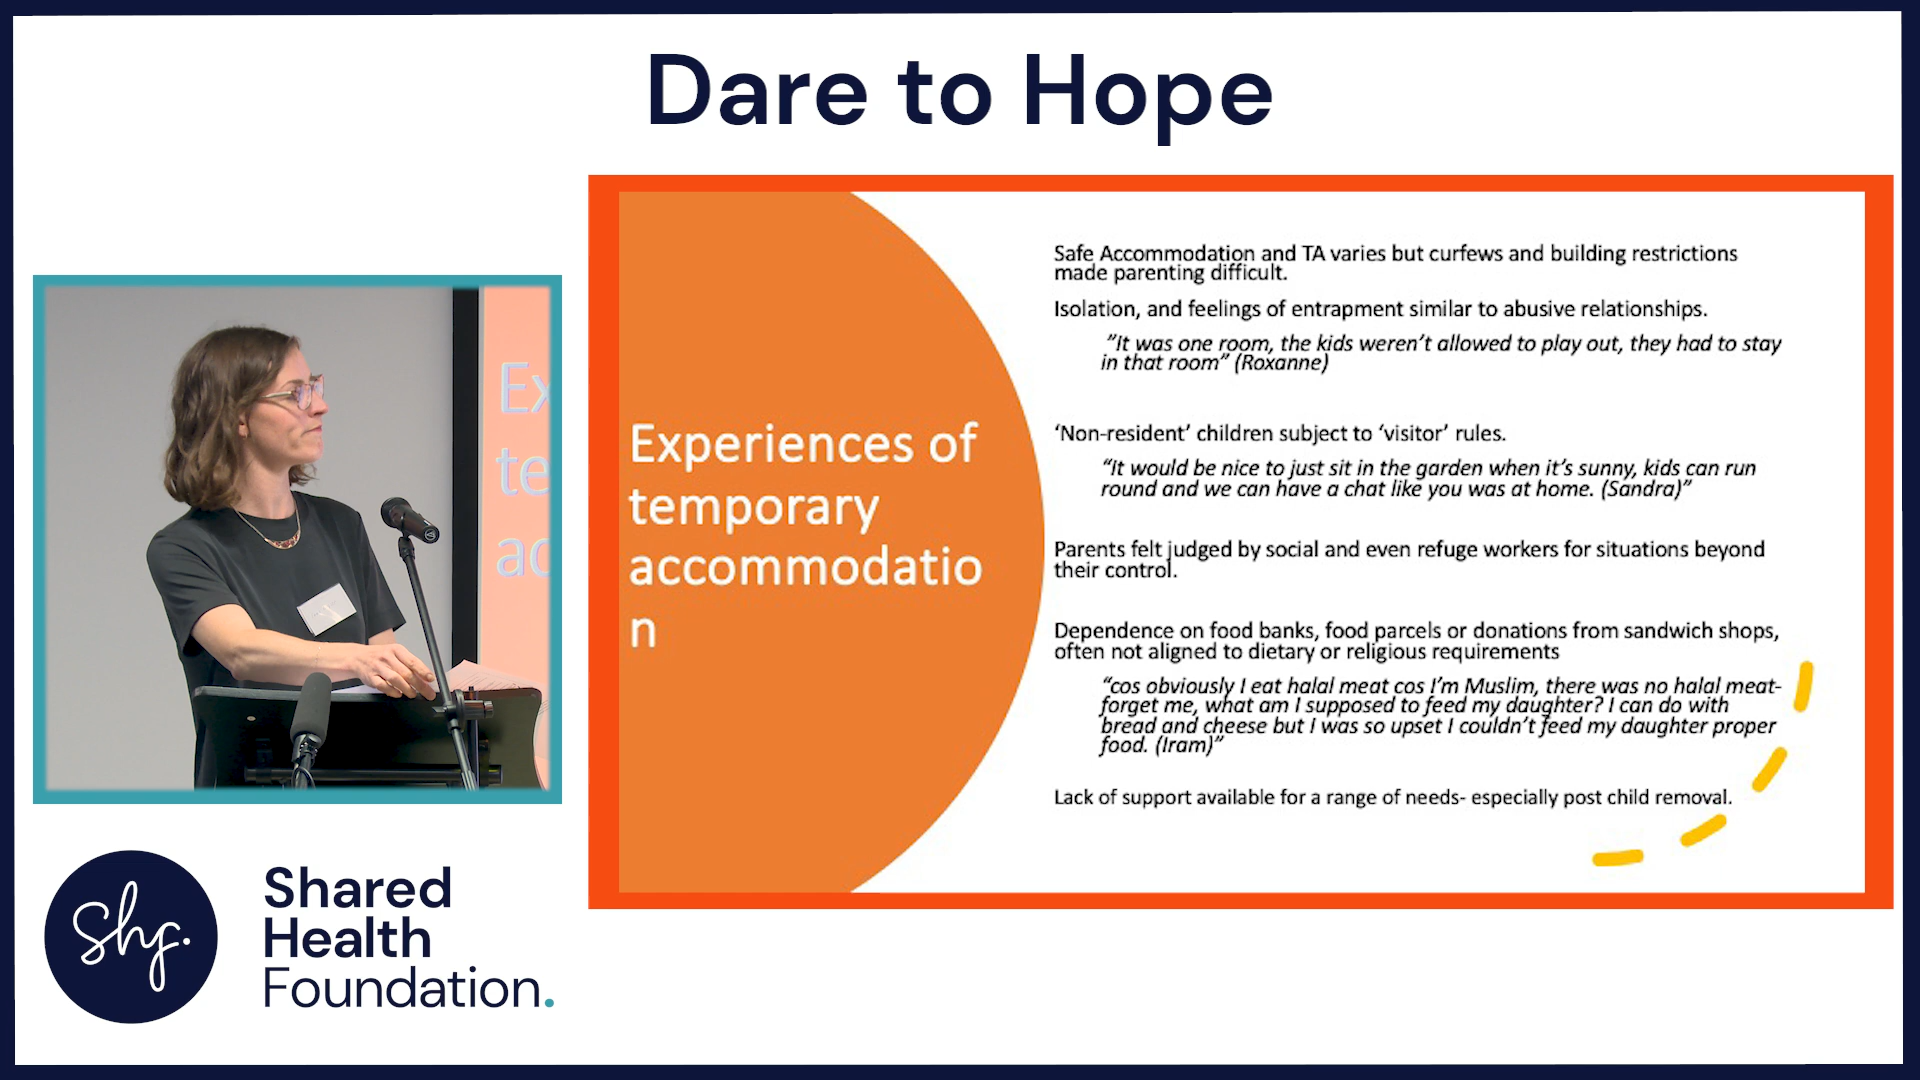 Dare to Hope
Ex
te
ac
Experiences of
temporary
accommodatio
n
Safe Accommodation and TA varies but curfews and building restrictions
made parenting difficult.
Isolation, and feelings of entrapment similar to abusive relationships.
"It was one room, the kids weren't allowed to play out, they had to stay
in that room" (Roxanne)
'Non-resident' children subject to 'visitor' rules.
"It would be nice to just sit in the garden when it's sunny, kids can run
round and we can have a chat like you was at home. (Sandra)"
Parents felt judged by social and even refuge workers for situations beyond
their control.
Dependence on food banks, food parcels or donations from sandwich shops,
often not aligned to dietary or religious requirements
"cos obviously I eat halal meat cos I'm Muslim, there was no halal meat-
forget me, what am I supposed to feed my daughter? I can do with
bread and cheese but I was so upset I couldn't feed my daughter proper
food. (Iram)"
Lack of support available for a range of needs- especially post child removal.
Shf.
Shared
Health
Foundation.